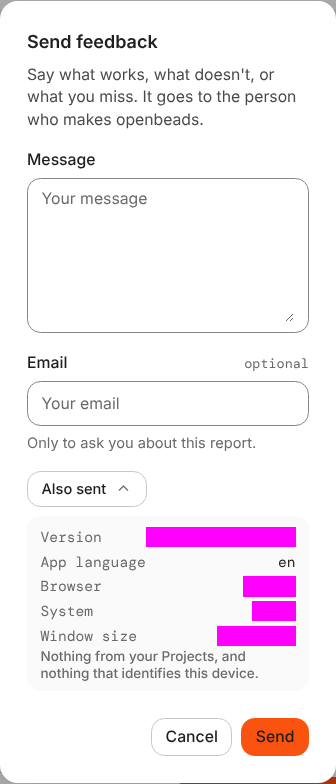 Send feedback
Say what works, what doesn't, or
what you miss. It goes to the person
who makes openbeads.
Message
Your message
Email optional
Your email
Only to ask you about this report.
Also sent
Version
App language en
Browser
System
Window size
Nothing from your Projects, and
nothing that identifies this device.
Cancel Send